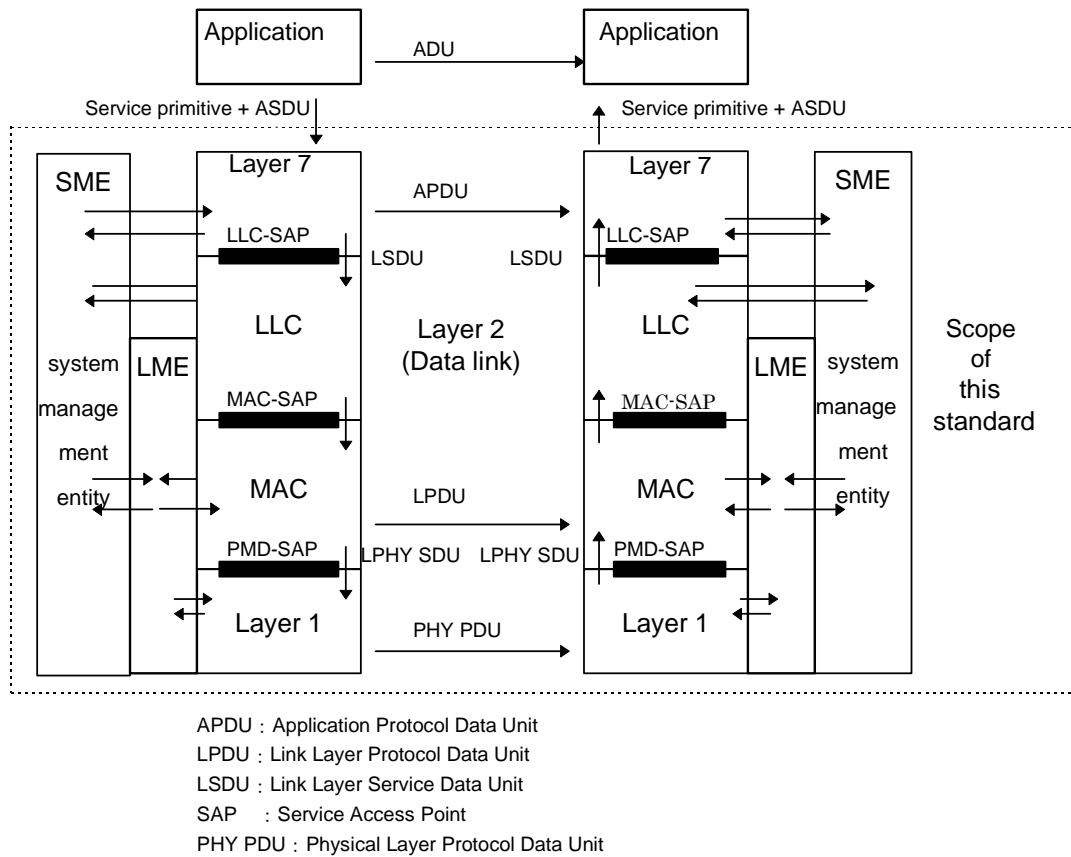 Application
ADU
Application
Service primitive + ASDU
Service primitive + ASDU
SME
Layer 7
APDU
Layer 7
SME
LLC-SAP
LSDU
LSDU
LLC-SAP
LLC
Layer 2
(Data link)
LLC
system
manage
ment
entity
LME
MAC-SAP
MAC-SAP
LME
system
manage
ment
entity
Scope
of
this
standard
MAC
LPDU
MAC
PMD-SAP
LPHY SDU
LPHY SDU
PMD-SAP
Layer 1
PHY PDU
Layer 1
APDU : Application Protocol Data Unit
LPDU : Link Layer Protocol Data Unit
LSDU : Link Layer Service Data Unit
SAP : Service Access Point
PHY PDU : Physical Layer Protocol Data Unit